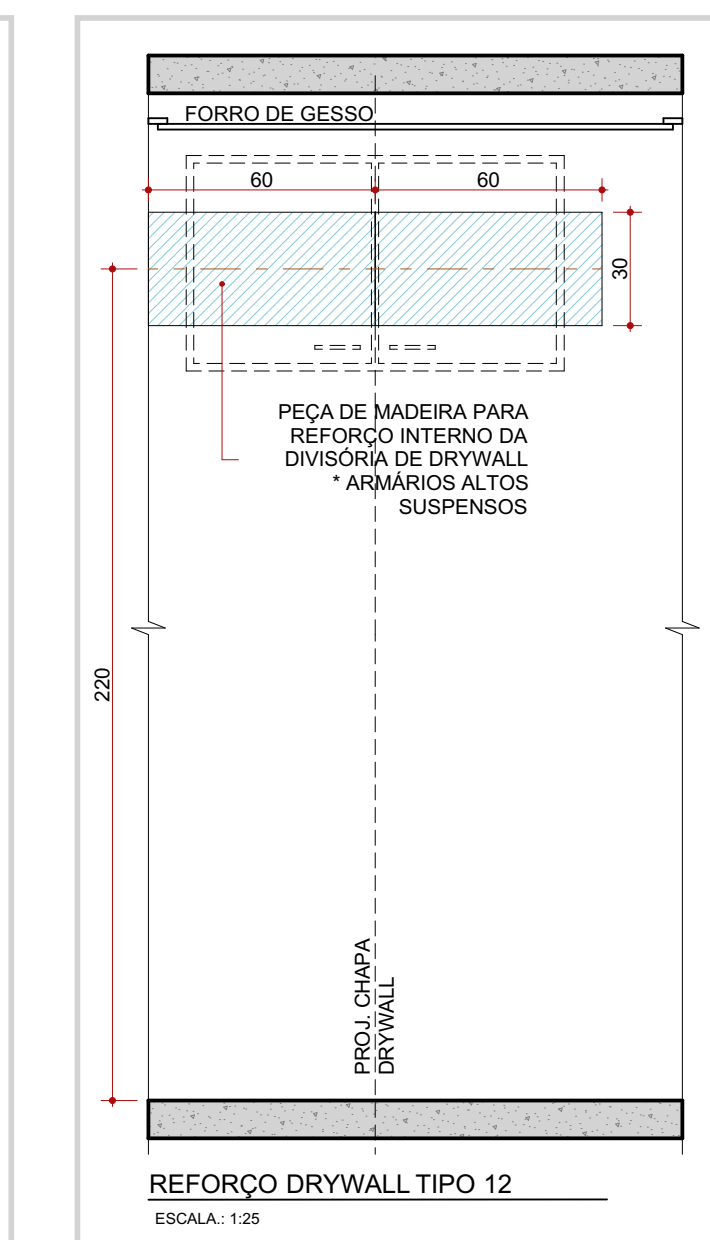 FORRO DE GESSO
60
60
30
PEÇA DE MADEIRA PARA
REFORÇO INTERNO DA
DIVISÓRIA DE DRYWALL
* ARMÁRIOS ALTOS
SUSPENSOS
220
PROJ. CHAPA
DRYWALL
REFORÇO DRYWALL TIPO 12
ESCALA.: 1:25